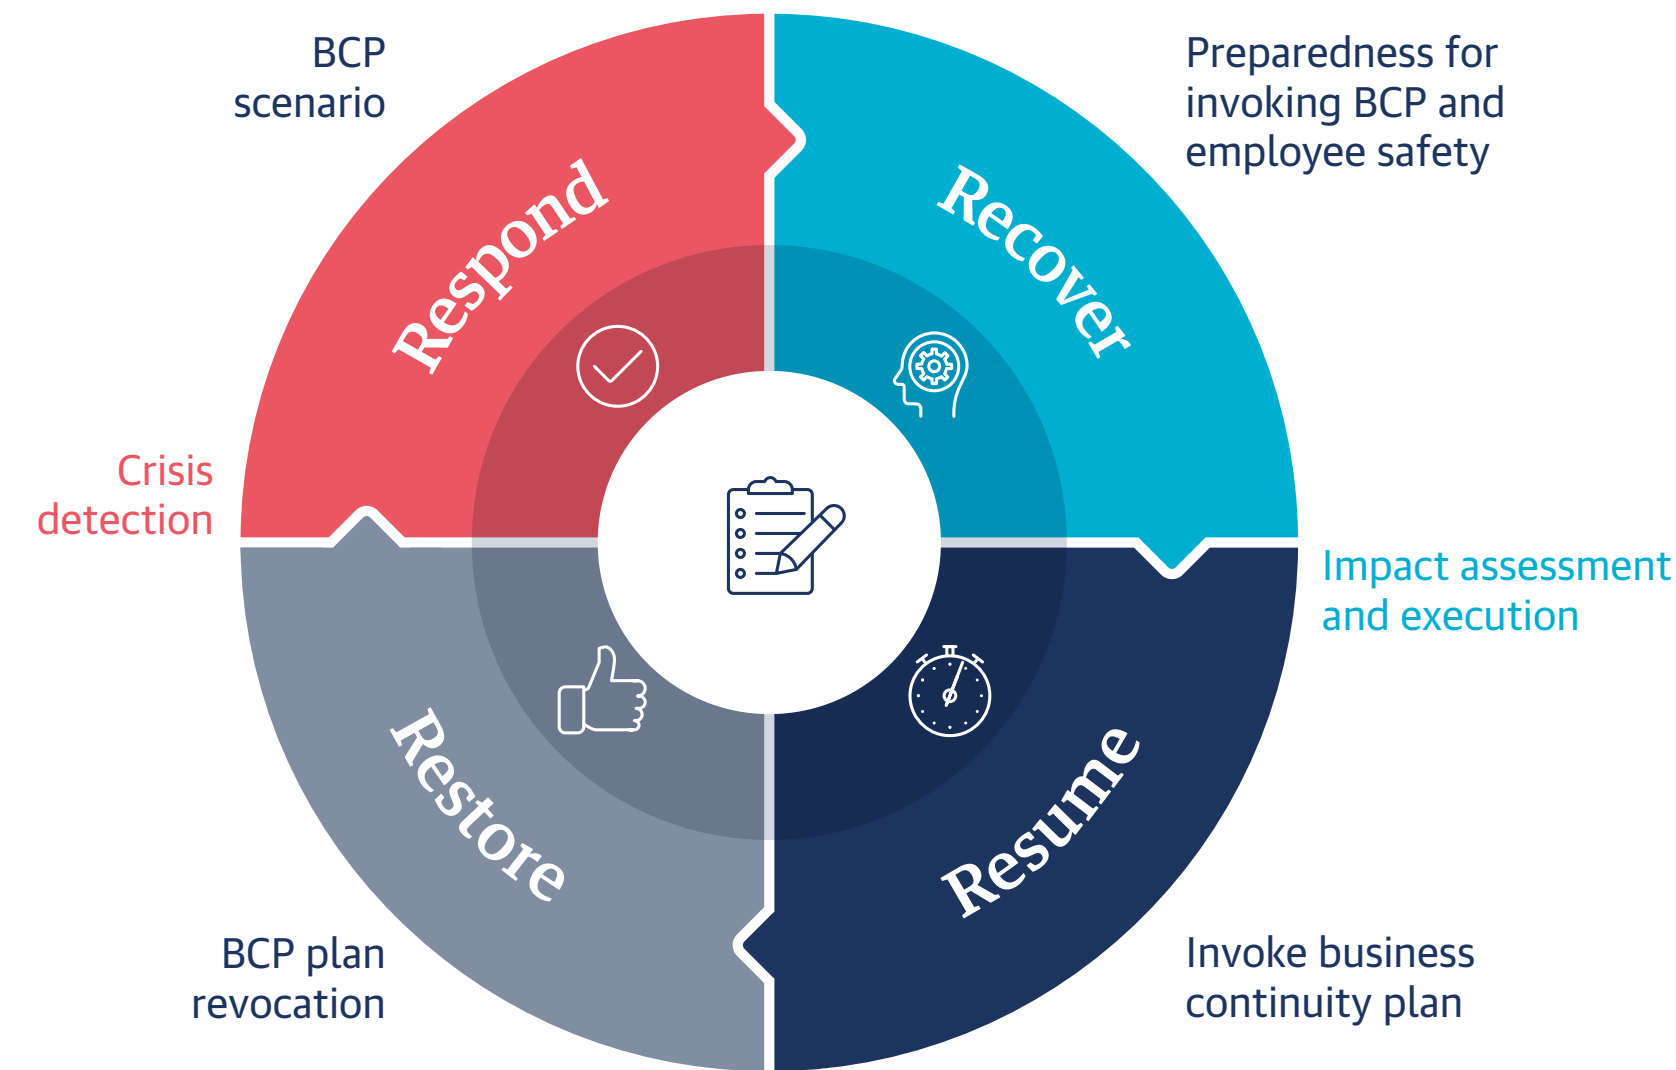 BCP
scenario
Preparedness for
invoking BCP and
employee safety
Respond
Recover
Crisis
detection
Impact assessment
and execution
Restore
Resume
BCP plan
revocation
Invoke business
continuity plan